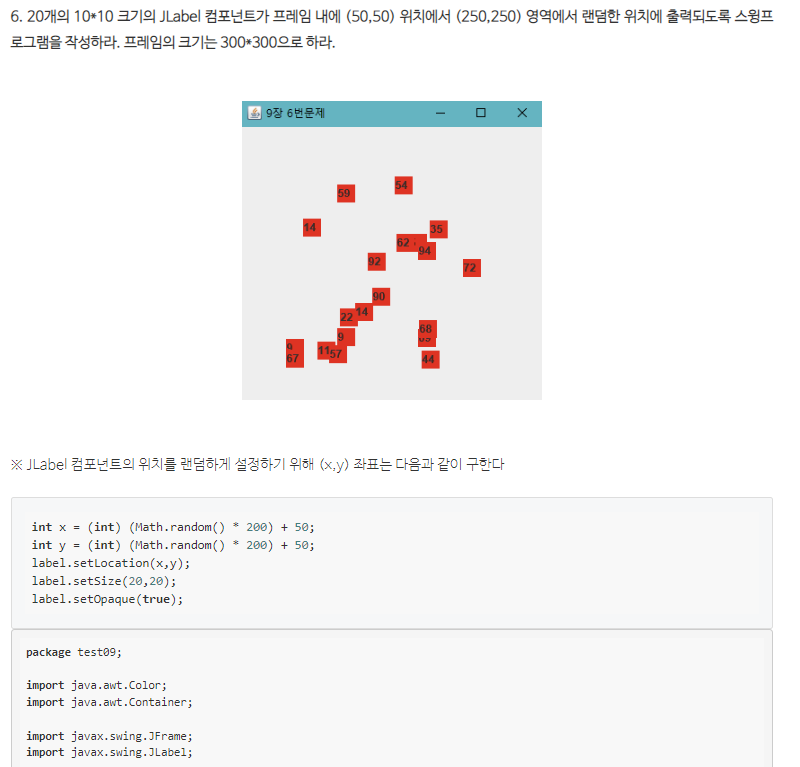 6. 20개의 10*10 크기의 JLabel 컴포넌트가 프레임 내에 (50,50) 위치에서 (250,250) 영역에서 랜덤한 위치에 출력되도록 스윙프
로그램을 작성하라. 프레임의 크기는 300*300으로 하라.
9장 6번문제
54
59
14
35
62
94
92
72
90
14
22
68
9
11
57
67
44
※ JLabel 컴포넌트의 위치를 랜덤하게 설정하기 위해 (x,y) 좌표는 다음과 같이 구한다
int x = (int) (Math.random() * 200) + 50;
int y = (int) (Math.random() * 200) + 50;
label.setLocation(x,y);
label.setSize(20,20);
label.setOpaque(true);
package test09;
import java.awt.Color;
import java.awt.Container;
import javax.swing.JFrame;
import javax.swing.JLabel;